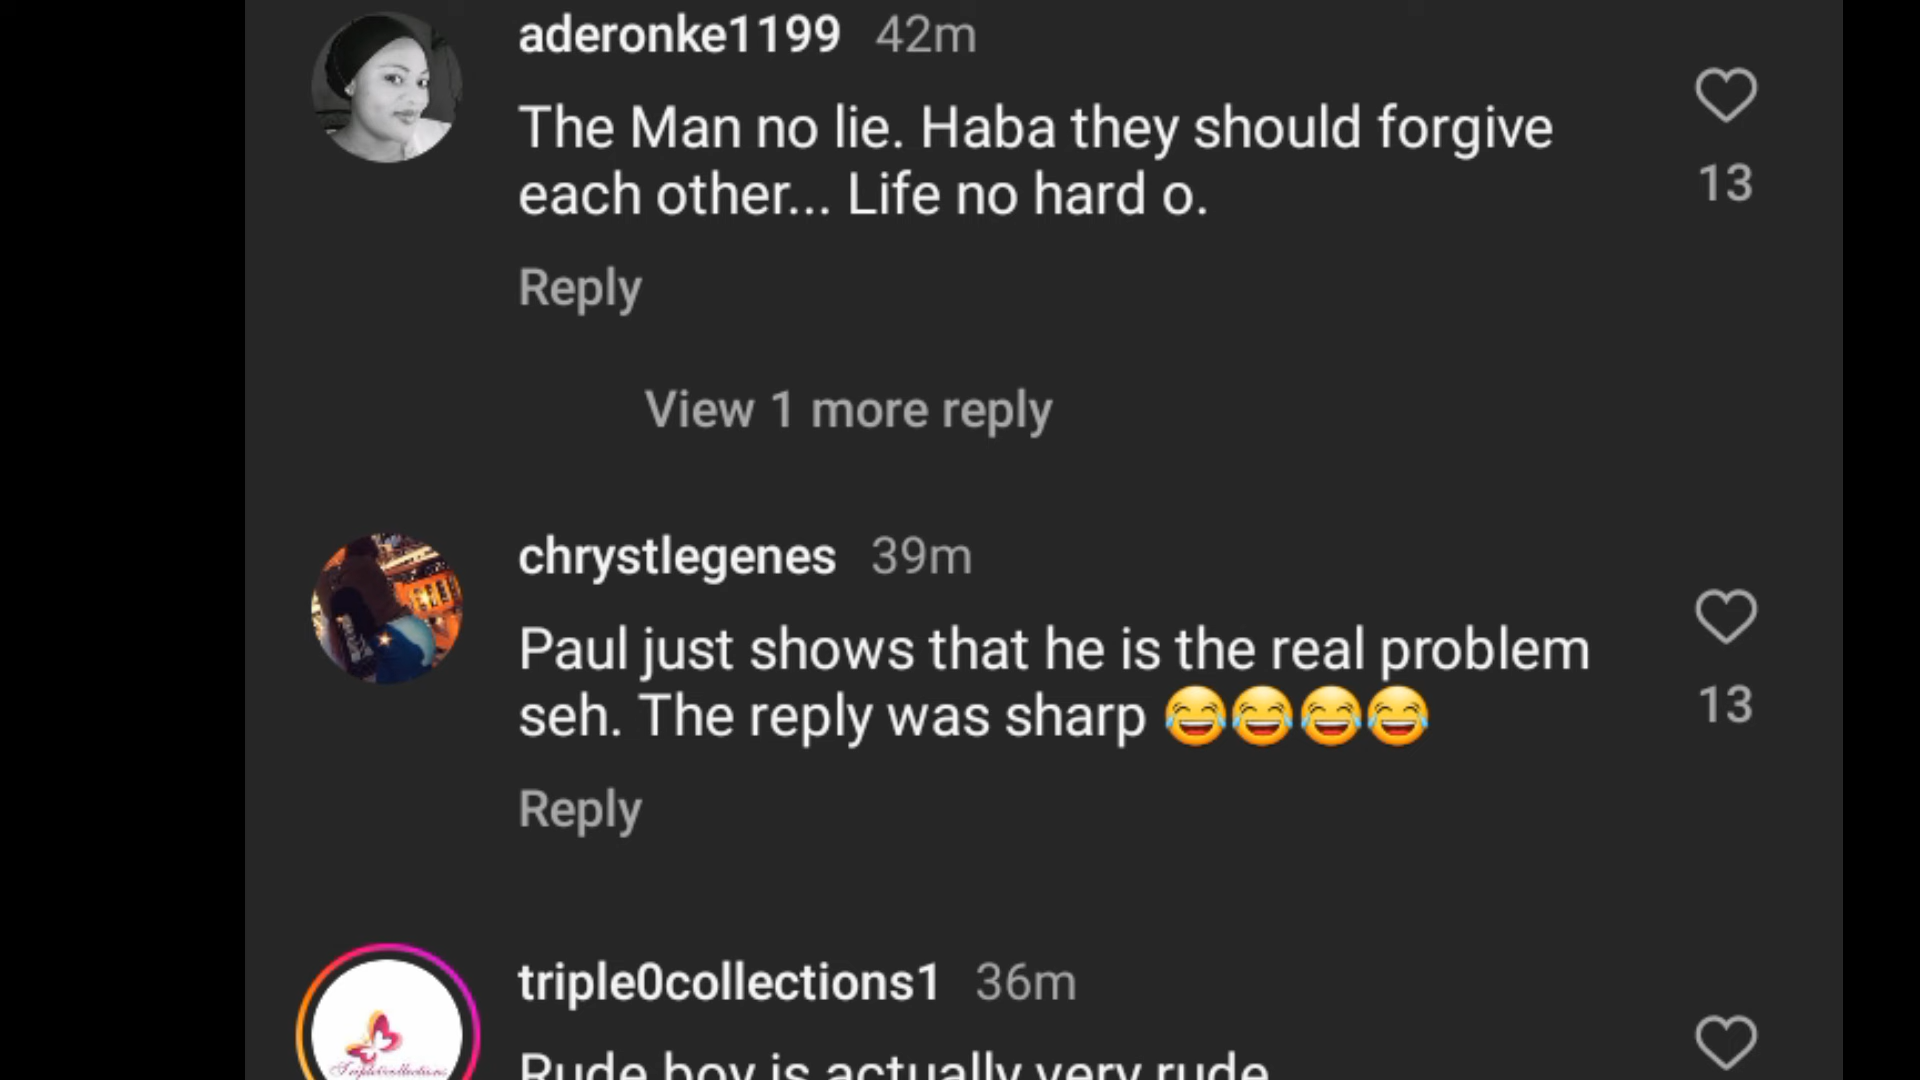 aderonke1199 42m
The Man no lie. Haba they should forgive
each other... Life no hard o.
13
Reply
View 1 more reply
chrystlegenes 39m
Paul just shows that he is the real problem
seh. The reply was sharp 😂😂😂😂
13
Reply
triple0collections1 36m
Rude boy is actually very rude